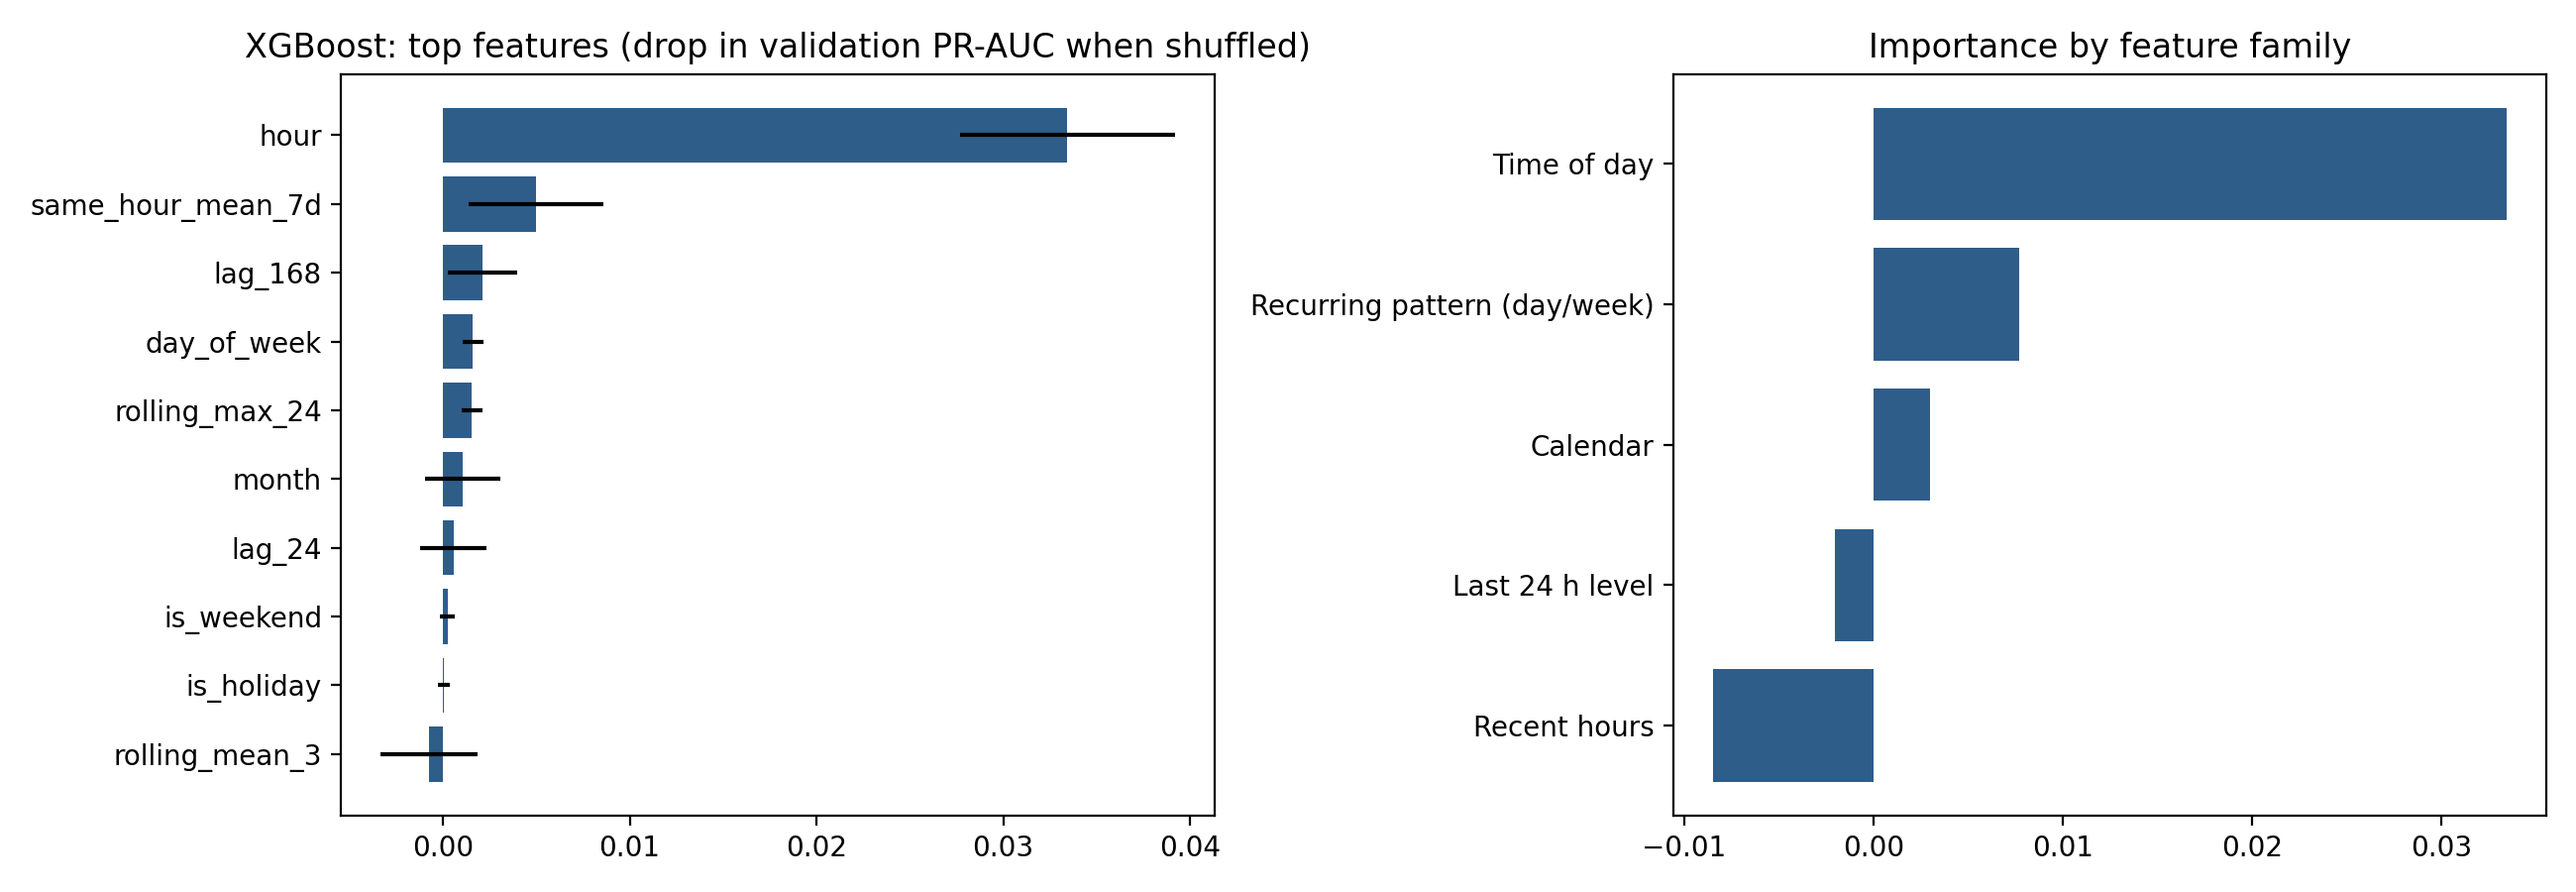 XGBoost: top features (drop in validation PR-AUC when shuffled)
hour
same_hour_mean_7d
lag_168
day_of_week
rolling_max_24
month
lag_24
is_weekend
is_holiday
rolling_mean_3
0.00 0.01 0.02 0.03 0.04
Importance by feature family
Time of day
Recurring pattern (day/week)
Calendar
Last 24 h level
Recent hours
−0.01 0.00 0.01 0.02 0.03